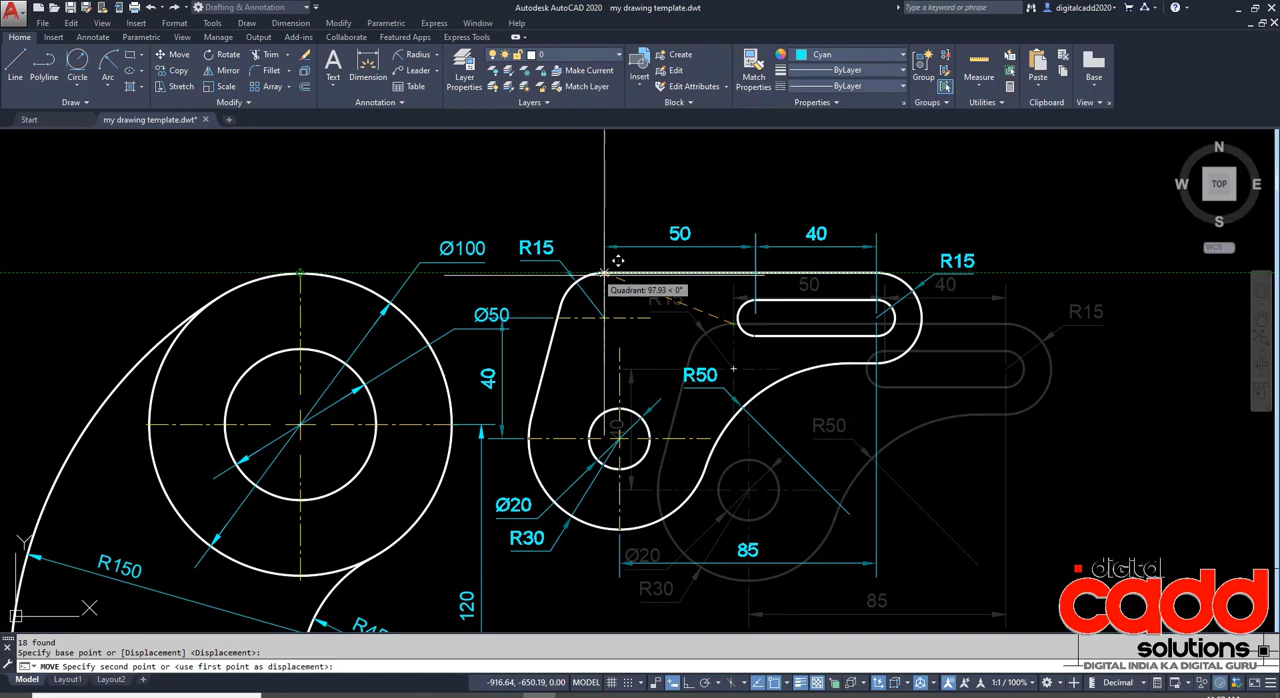 Drafting & Annotation
Autodesk AutoCAD 2020 my drawing template.dwt
Type a keyword or phrase
digitalcadd2020
File Edit View Insert Format Tools Draw Dimension Modify Parametric Express Window Help
Home Insert Annotate Parametric View Manage Output Add-ins Collaborate Featured Apps Express Tools
Line Polyline Circle Arc
Move Rotate Trim
Copy Mirror Fillet
Stretch Scale Array
Text Dimension
Radius
Leader
Table
Layer Properties
0
Make Current
Match Layer
Insert
Create
Edit
Edit Attributes
Match Properties
Cyan
ByLayer
ByLayer
Group
Measure
Paste
Base
Draw Modify Annotation Layers Block Properties Groups Utilities Clipboard View
Start my drawing template.dwt*
N
W TOP E
S
WCS
50 40
Ø100 R15 R15
50 40
Quadrant: 97.93 < 0°
R15
R15
Ø50
40
R50
R50
40
Ø20
R30
85
Ø20
R30
85
R150
120
Y
X
digital
cadd
solutions
DIGITAL INDIA KA DIGITAL CADD
18 found
Specify base point or [Displacement] <Displacement>:
MOVE Specify second point or <use first point as displacement>:
Model Layout1 Layout2 +
-916.64, -650.19, 0.00 MODEL
1:1 / 100%
Decimal